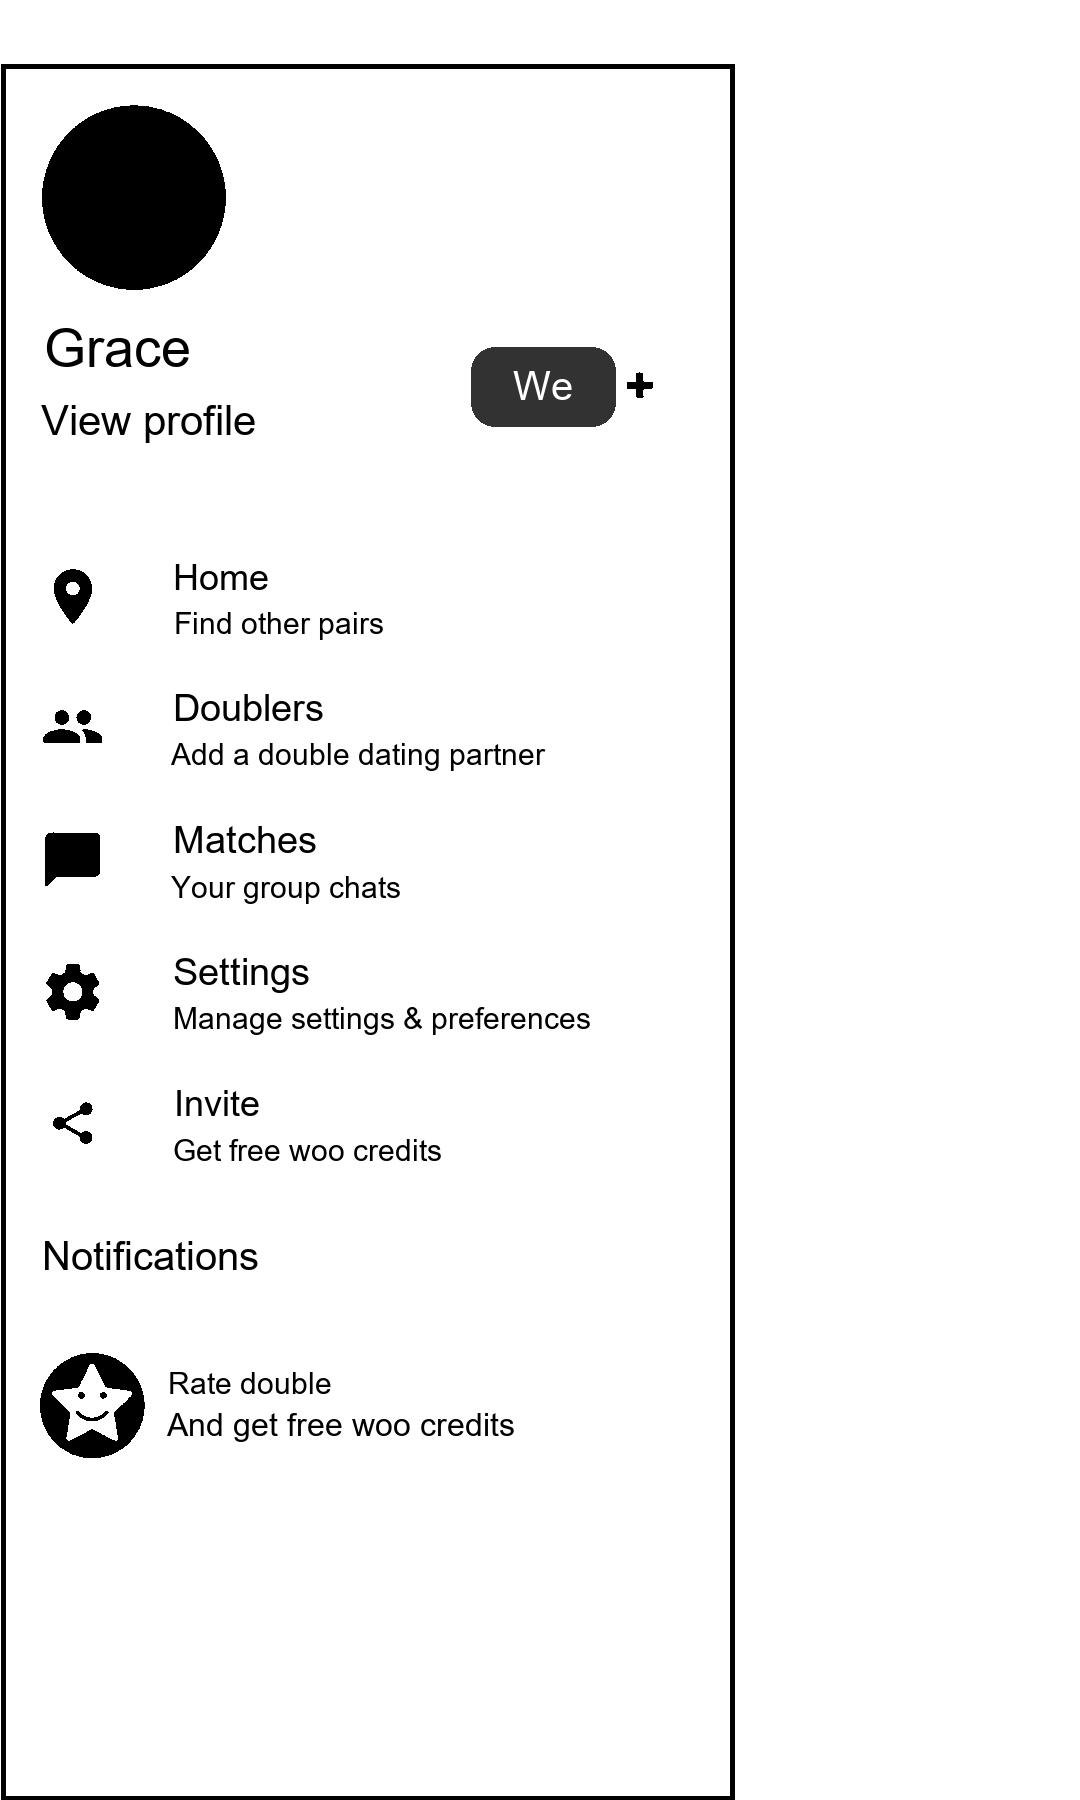 Grace
We +
View profile
Home
Find other pairs
Doublers
Add a double dating partner
Matches
Your group chats
Settings
Manage settings & preferences
Invite
Get free woo credits
Notifications
Rate double
And get free woo credits